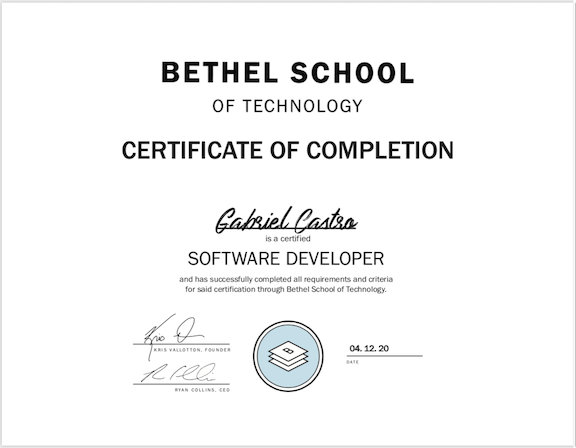 BETHEL SCHOOL
OF TECHNOLOGY
CERTIFICATE OF COMPLETION
Gabriel Castro
is a certified
SOFTWARE DEVELOPER
and has successfully completed all requirements and criteria
for said certification through Bethel School of Technology.
KRIS VALLOTTON, FOUNDER
RYAN COLLINS, CEO
B
04. 12. 20
DATE